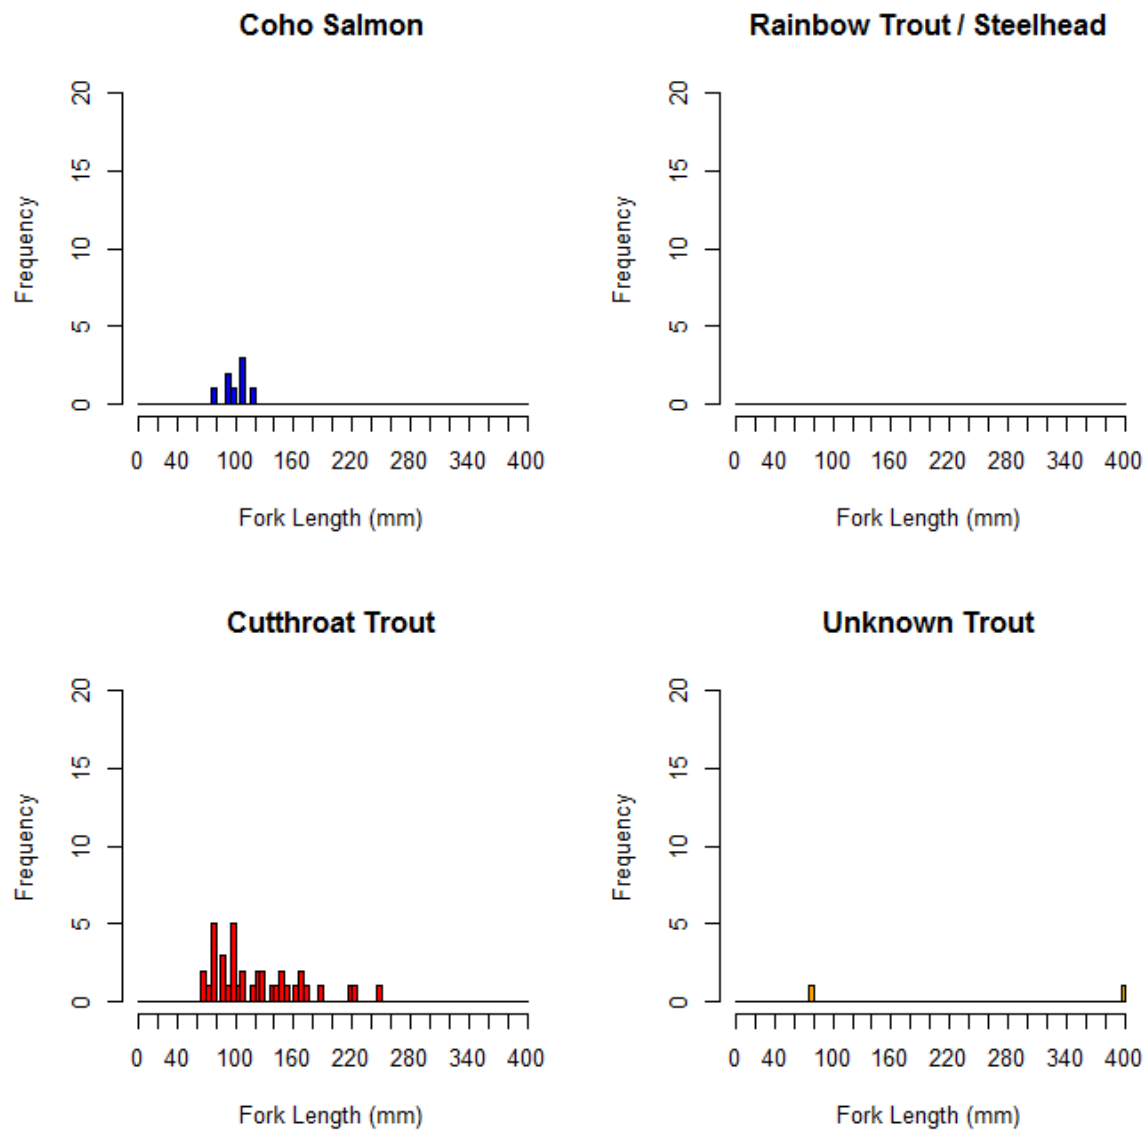 Coho Salmon
Frequency
20
15
10
5
0
0 40 100 160 220 280 340 400
Fork Length (mm)
Rainbow Trout / Steelhead
Frequency
20
15
10
5
0
0 40 100 160 220 280 340 400
Fork Length (mm)
Cutthroat Trout
Frequency
20
15
10
5
0
0 40 100 160 220 280 340 400
Fork Length (mm)
Unknown Trout
Frequency
20
15
10
5
0
0 40 100 160 220 280 340 400
Fork Length (mm)